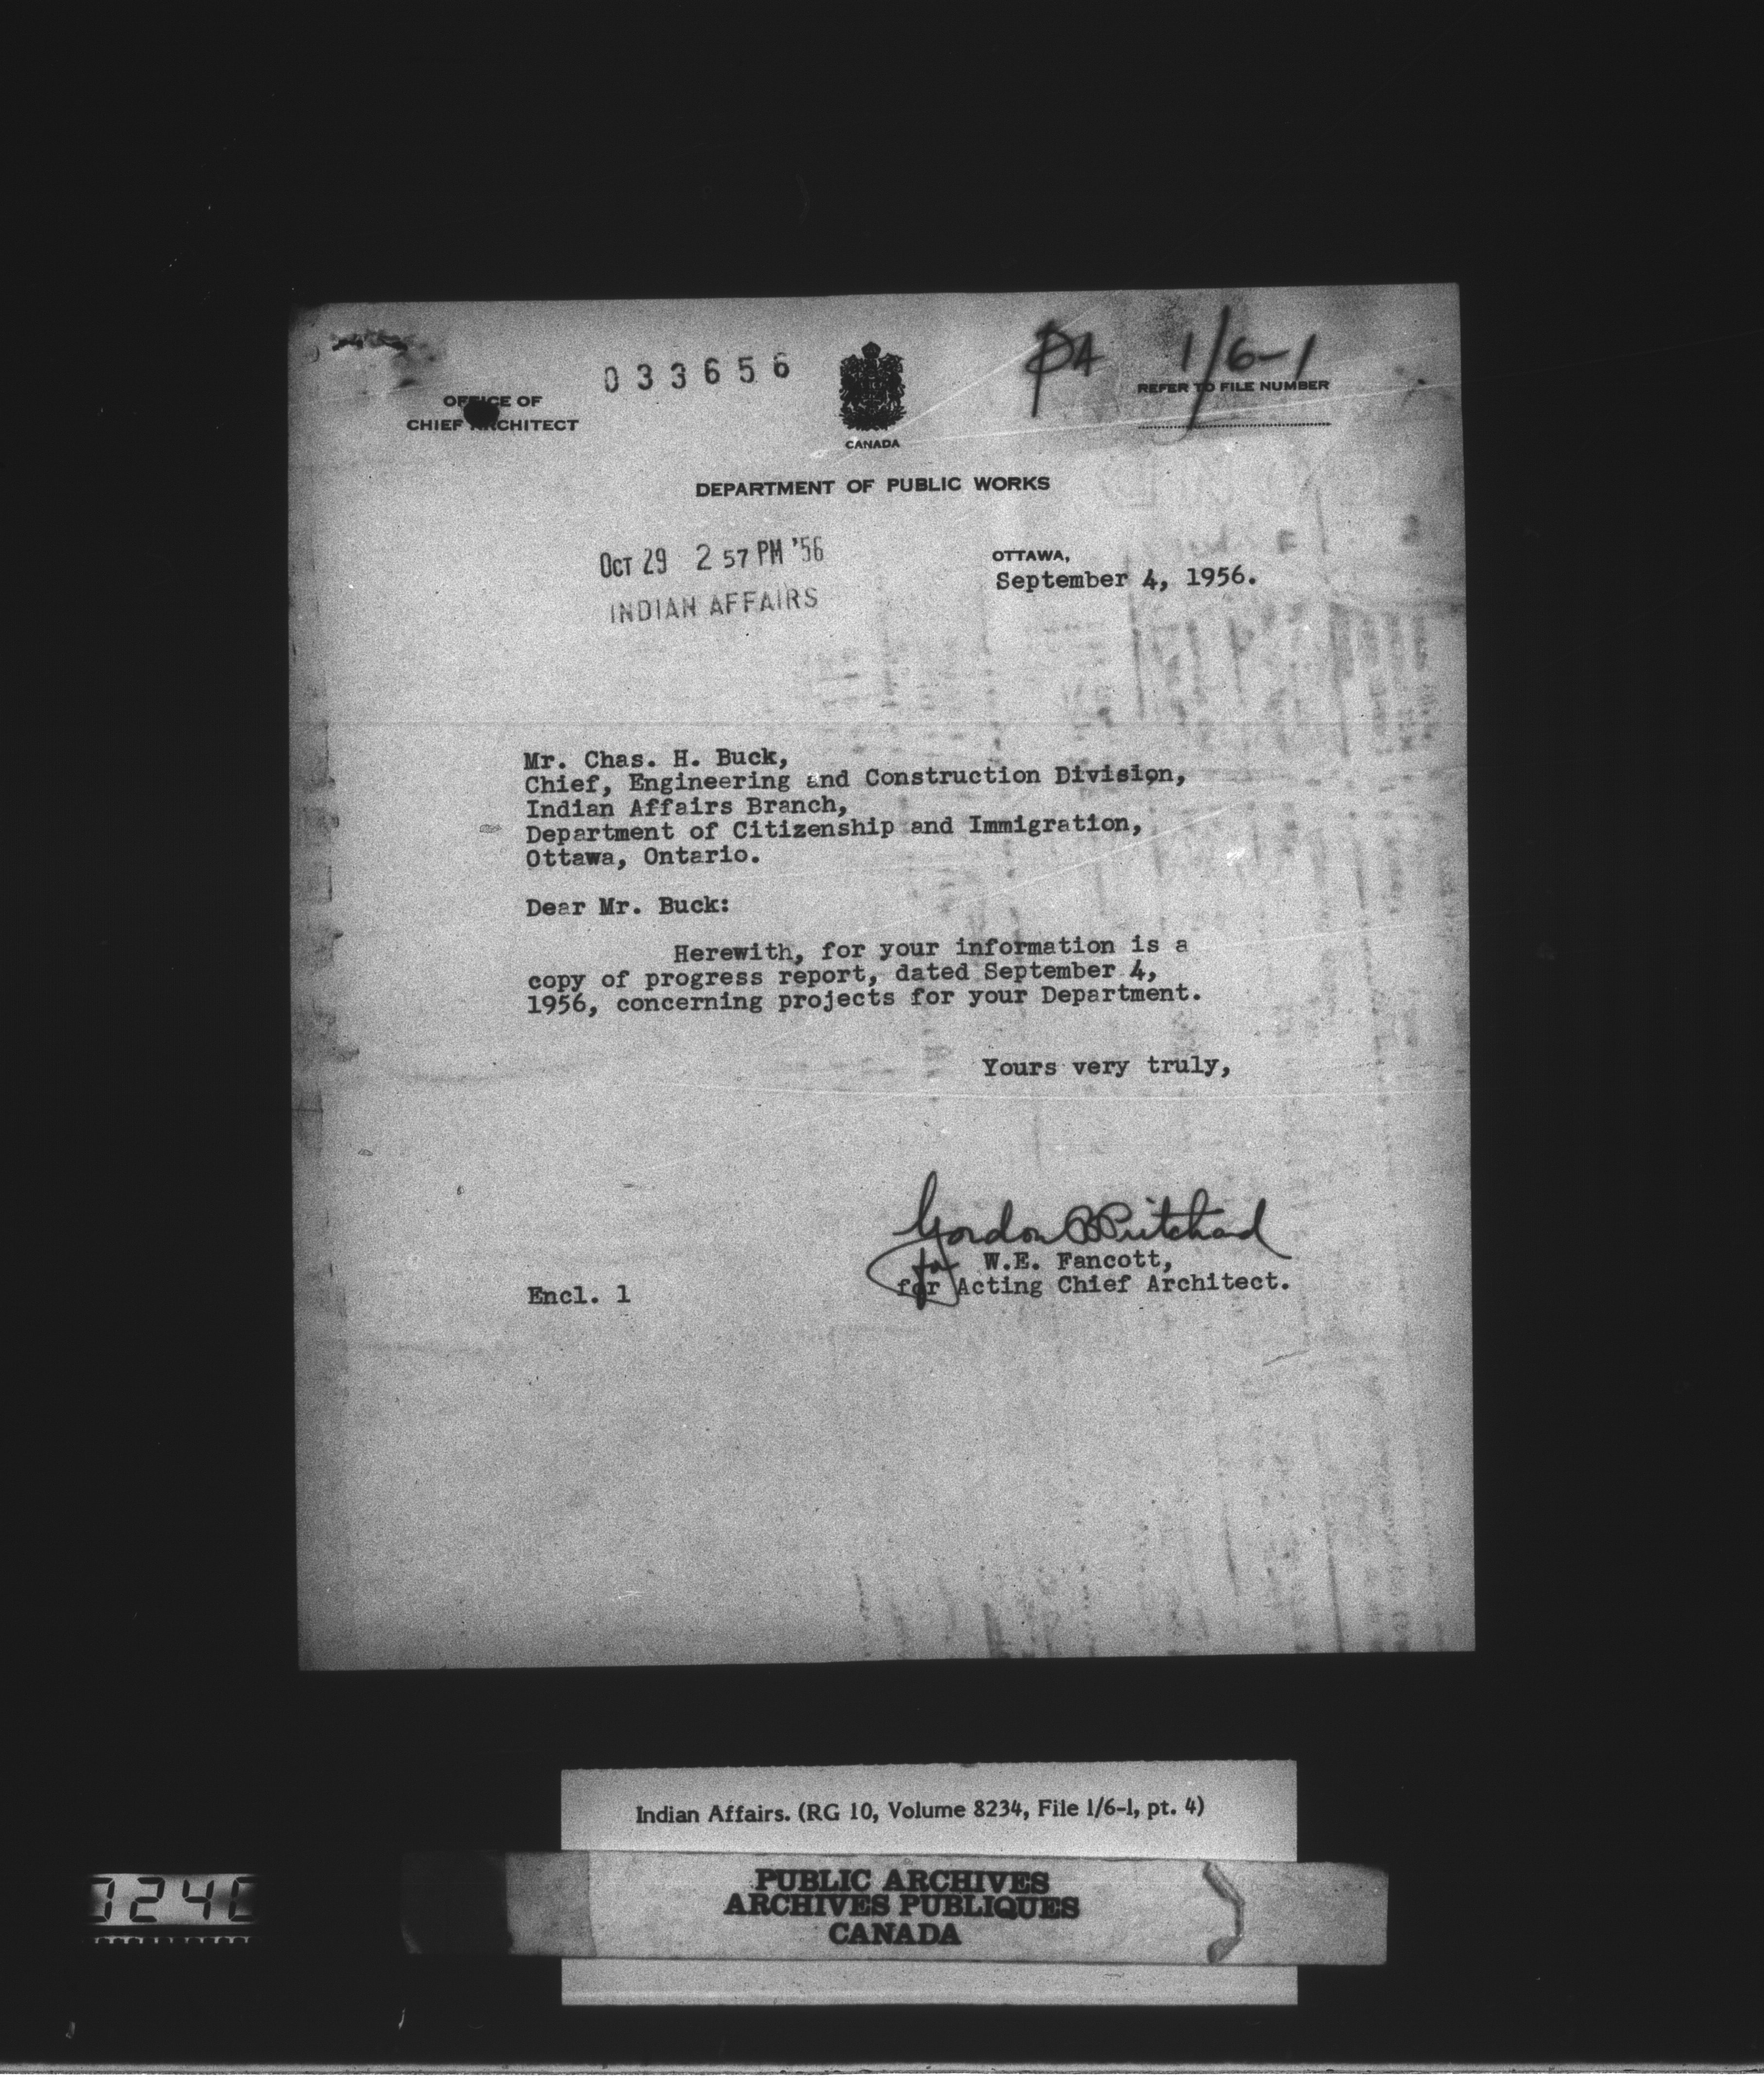 033656
PA 1/6-1
OFFICE OF
CHIEF ARCHITECT
CANADA
REFER TO FILE NUMBER
DEPARTMENT OF PUBLIC WORKS
OCT 29 2 57 PM '56
INDIAN AFFAIRS
OTTAWA,
September 4, 1956.
Mr. Chas. H. Buck,
Chief, Engineering and Construction Division,
Indian Affairs Branch,
Department of Citizenship and Immigration,
Ottawa, Ontario.
Dear Mr. Buck:
Herewith, for your information is a
copy of progress report, dated September 4,
1956, concerning projects for your Department.
Yours very truly,
Gordon B Pritchard
for W.E. Fancott,
for Acting Chief Architect.
Encl. 1
Indian Affairs. (RG 10, Volume 8234, File 1/6-1, pt. 4)
PUBLIC ARCHIVES
ARCHIVES PUBLIQUES
CANADA